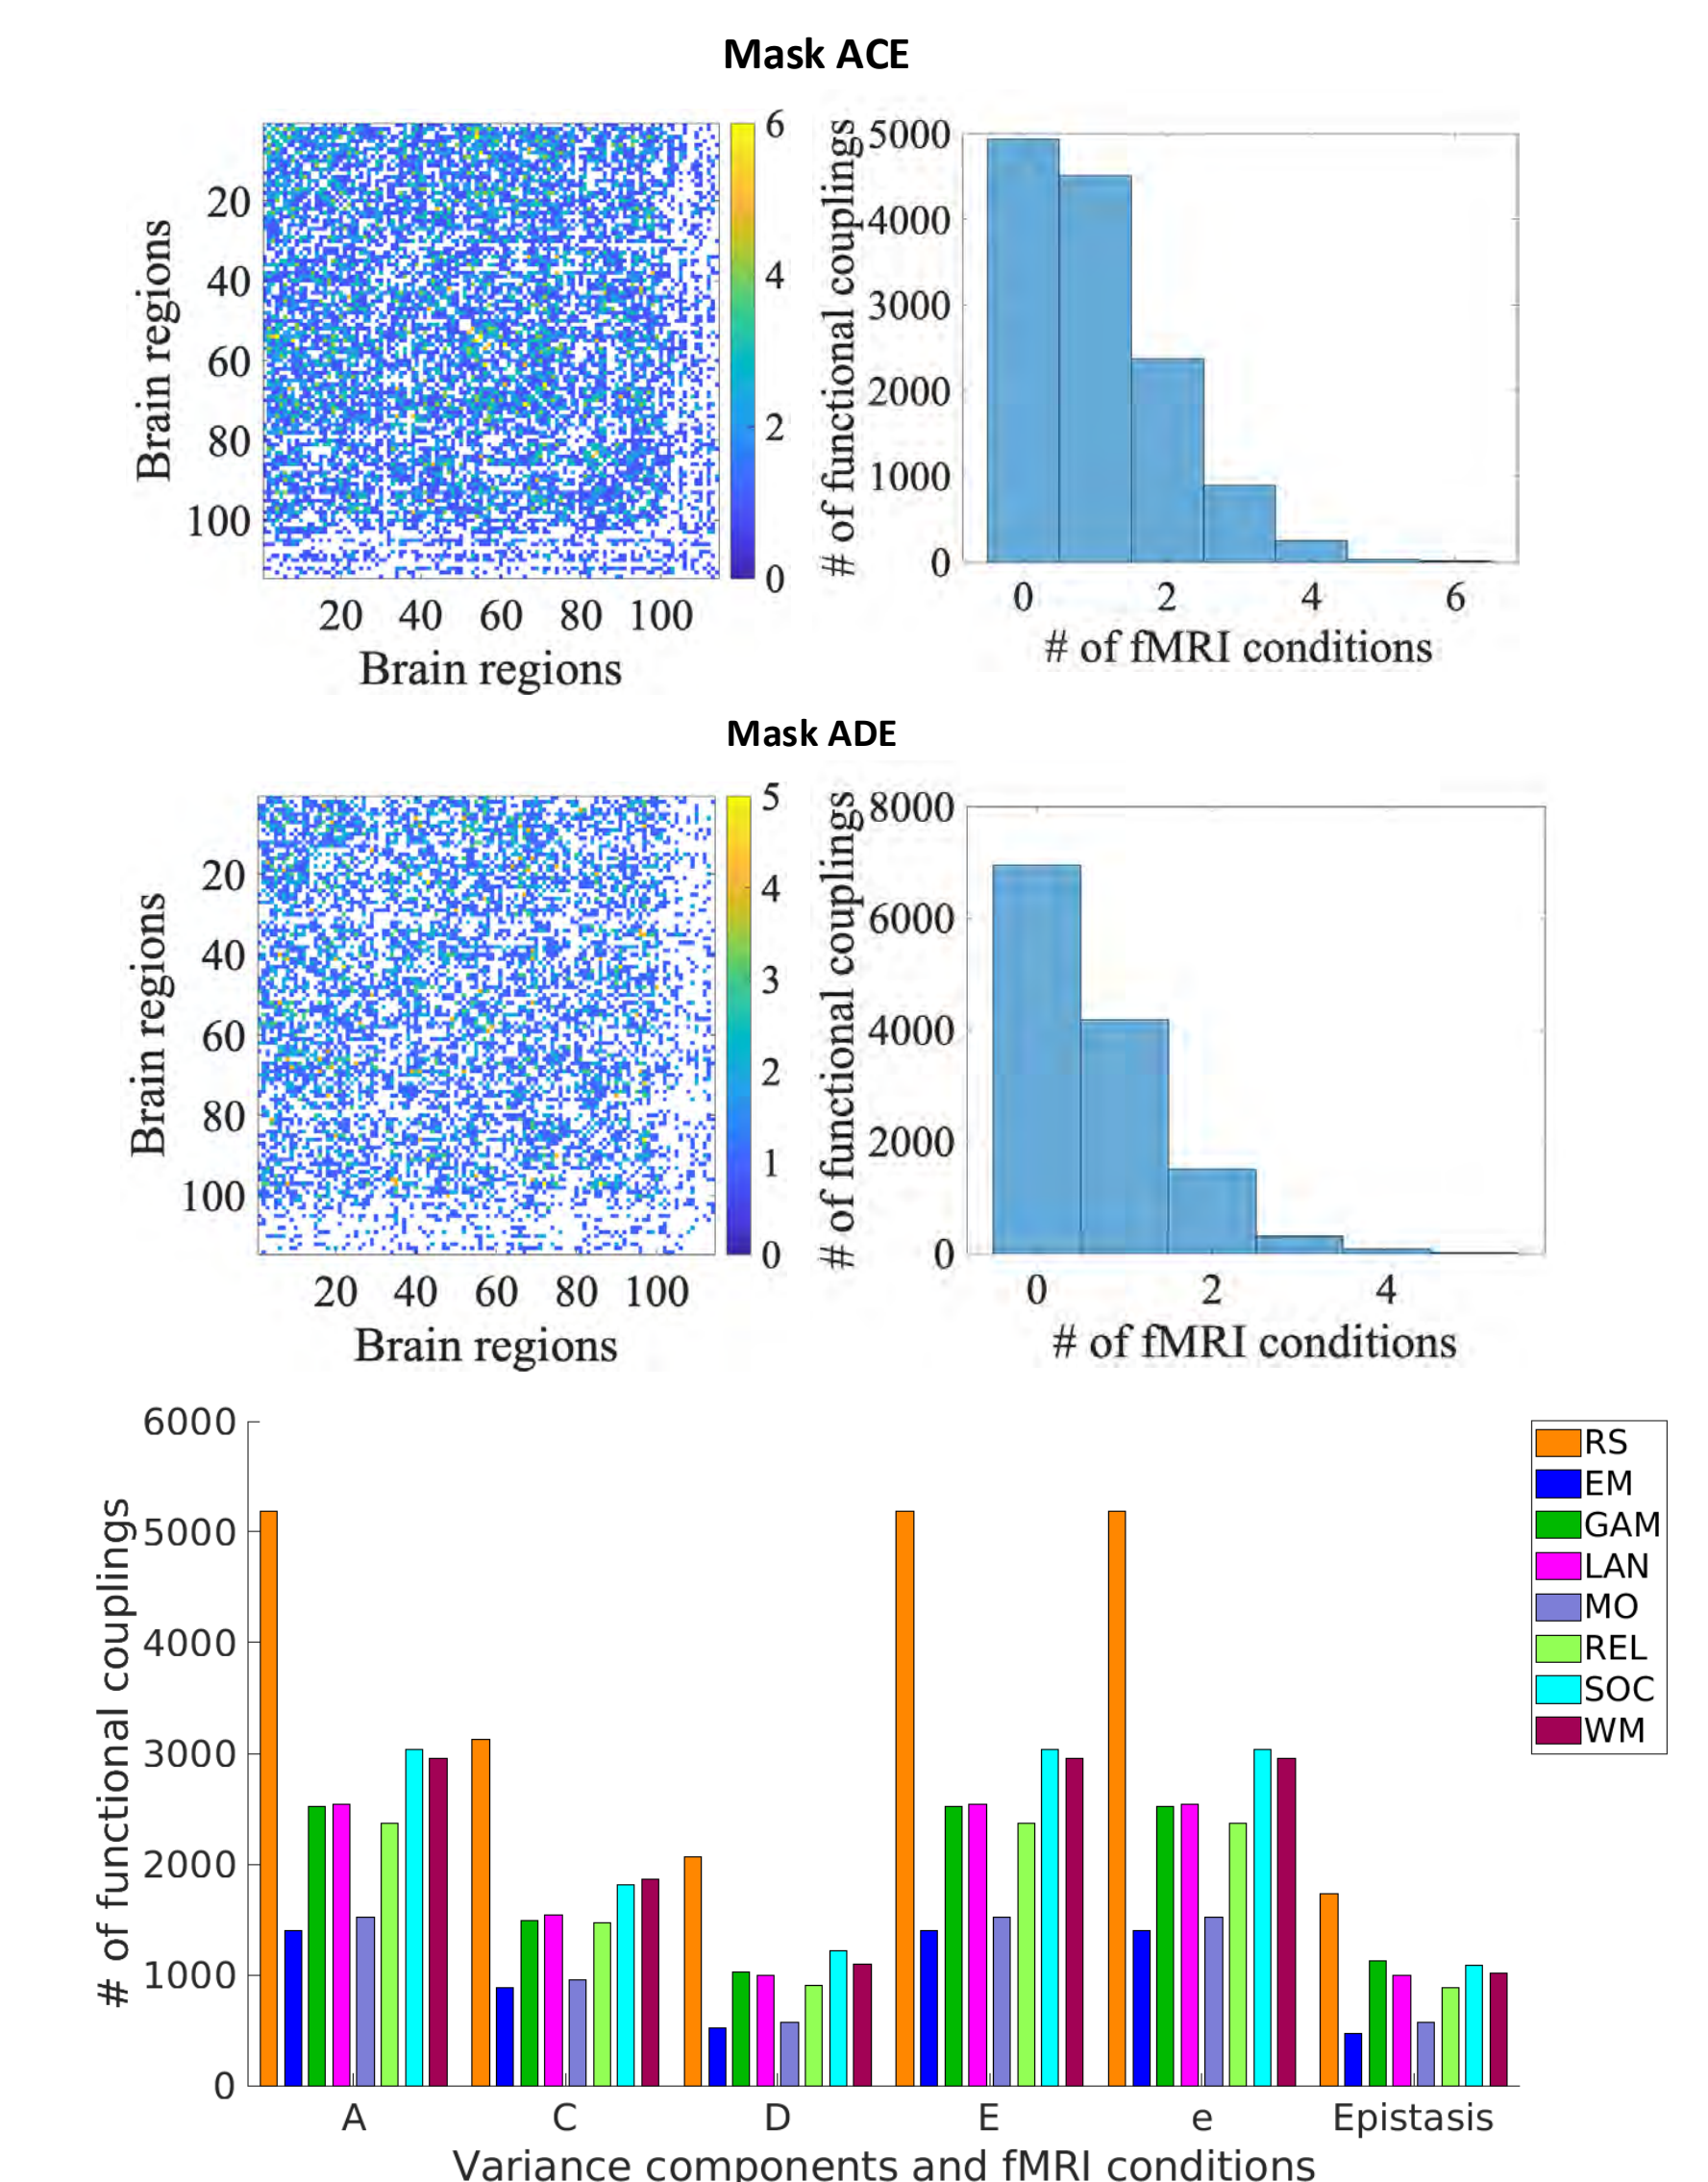 Mask ACE
Brain regions
20
40
60
80
100
20 40 60 80 100
Brain regions
6
4
2
0
# of functional couplings
5000
4000
3000
2000
1000
0
0 2 4 6
# of fMRI conditions
Mask ADE
Brain regions
20
40
60
80
100
20 40 60 80 100
Brain regions
5
4
3
2
1
0
# of functional couplings
8000
6000
4000
2000
0
0 2 4
# of fMRI conditions
# of functional couplings
6000
5000
4000
3000
2000
1000
0
A C D E e Epistasis
Variance components and fMRI conditions
RS
EM
GAM
LAN
MO
REL
SOC
WM